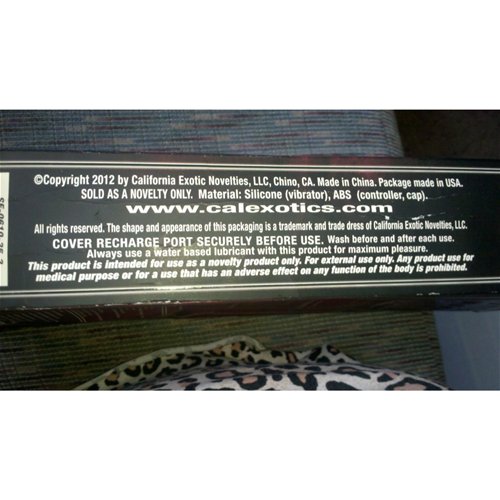 ©Copyright 2012 by California Exotic Novelties, LLC, Chino, CA. Made in China. Package made in USA.
SOLD AS A NOVELTY ONLY. Material: Silicone (vibrator), ABS (controller, cap).
www.calexotics.com
All rights reserved. The shape and appearance of this packaging is a trademark and trade dress of California Exotic Novelties, LLC.
COVER RECHARGE PORT SECURELY BEFORE USE. Wash before and after each use.
Always use a water based lubricant with this product for maximum pleasure.
This product is intended for use as a novelty product only. For external use only. Any product use for
medical purpose or for a use that has an adverse effect on any function of the body is prohibited.